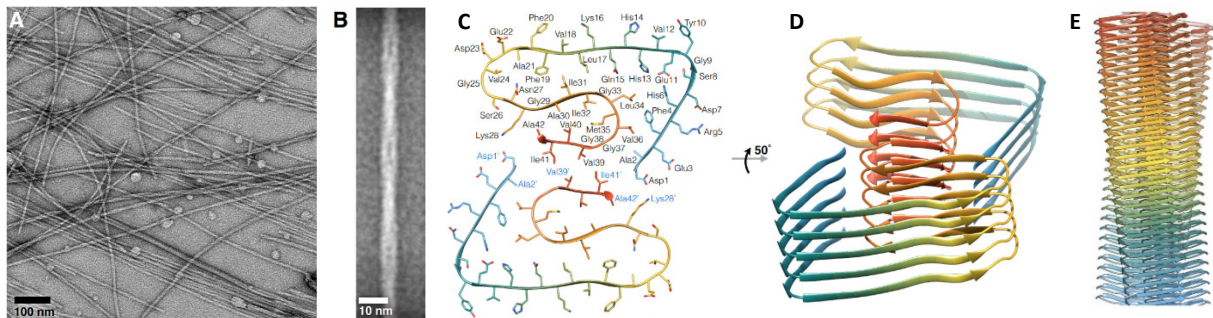 A
100 nm
B
10 nm
C
Phe20
Lys16
His14
Tyr10
Glu22
Val18
Val12
Asp23
Gly9
Ala21
Leu17
Ser8
Val24
Phe19
Gln15
His13
Glu11
Gly25
Asn27
Ile31
Gly33
His6
Gly29
Asp7
Ile32
Leu34
Phe4
Ser26
Ala30
Arg5
Ala42
Val40
Met35
Lys28
Gly38
Val36
Gly37
Ala2
Ile41
Val39
Glu3
Asp1'
Asp1
Val39'
Ile41'
Ala2'
Ala42'
Lys28'
50°
D
E